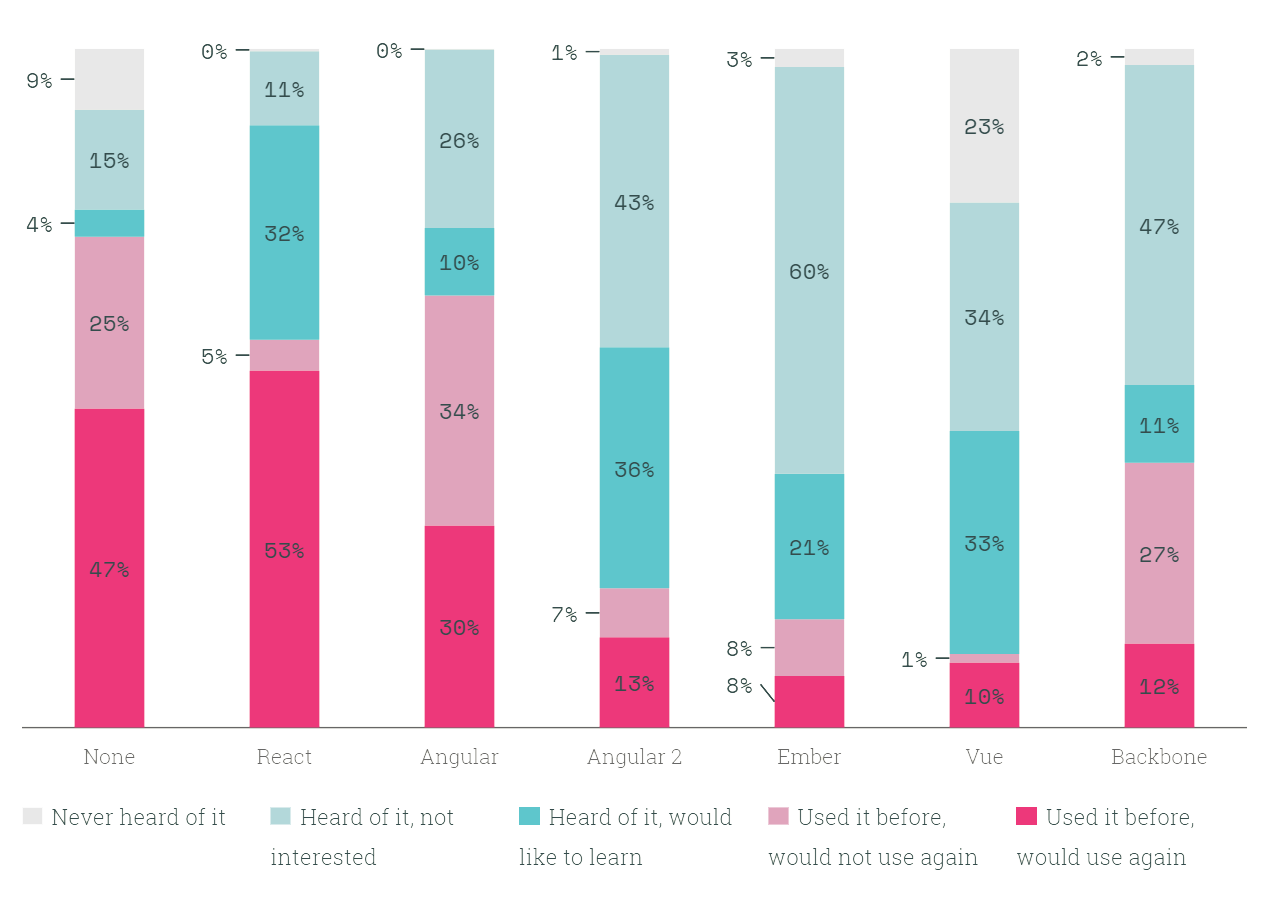 0% 0% 1% 3% 2%
9% 11% 23%
15% 26% 43% 47%
4% 32% 10% 60% 34%
25% 5% 34% 36% 21% 33% 11%
47% 53% 30% 7% 8% 1% 27%
13% 8% 10% 12%
None React Angular Angular 2 Ember Vue Backbone
Never heard of it Heard of it, not Heard of it, would Used it before, Used it before,
interested like to learn would not use again would use again